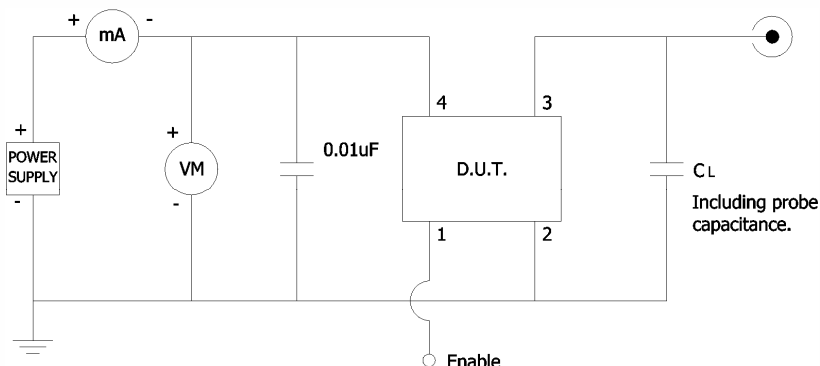 + mA -
4 3
+ +
0.01uF
POWER
SUPPLY
VM
D.U.T.
CL
- -
Including probe
capacitance.
1 2
Enable